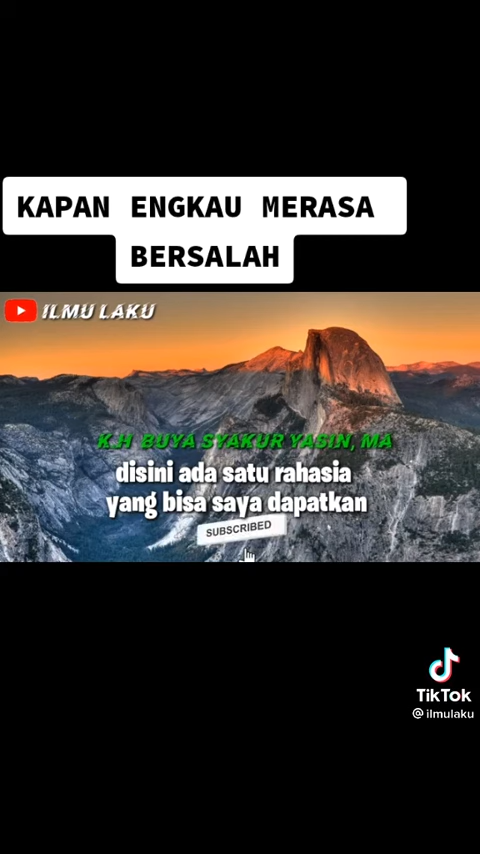 KAPAN ENGKAU MERASA
BERSALAH
ILMU LAKU
K.H BUYA SYAKUR YASIN, MA
disini ada satu rahasia
yang bisa saya dapatkan
SUBSCRIBED
TikTok
@ilmulaku